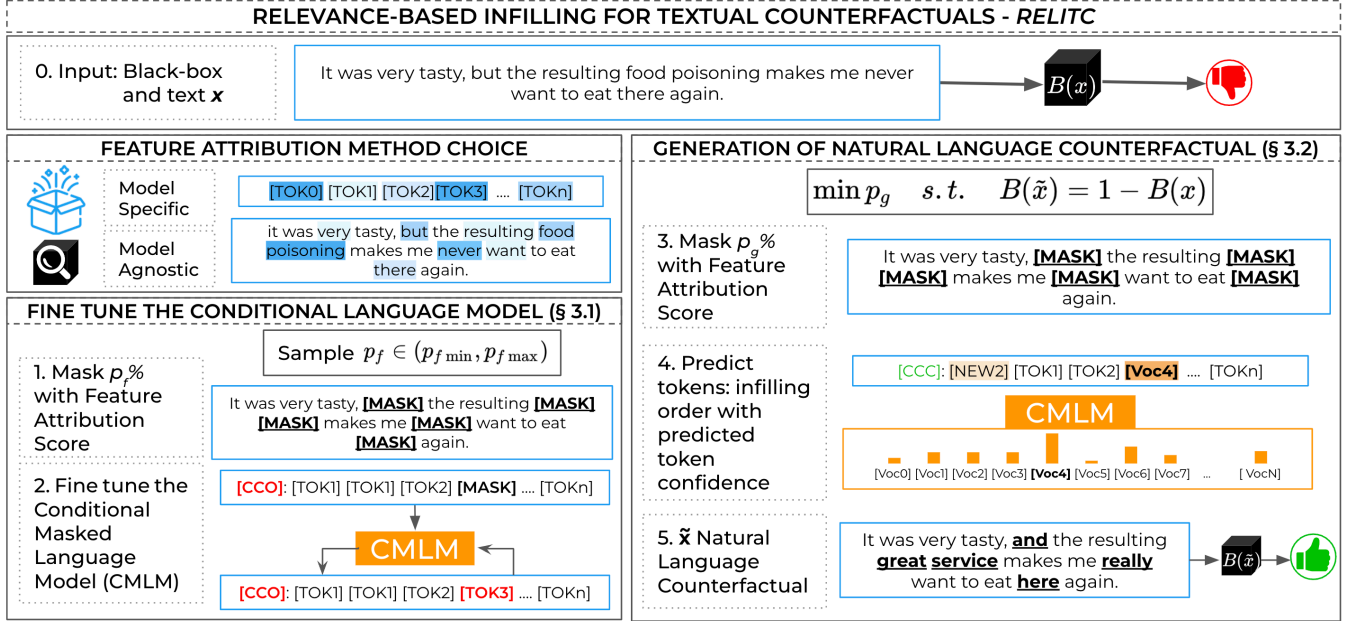 RELEVANCE-BASED INFILLING FOR TEXTUAL COUNTERFACTUALS - RELITC
0. Input: Black-box
and text x
It was very tasty, but the resulting food poisoning makes me never
want to eat there again.
B(x)
FEATURE ATTRIBUTION METHOD CHOICE
Model
Specific
[TOK0] [TOK1] [TOK2][TOK3] .... [TOKn]
Model
Agnostic
it was very tasty, but the resulting food
poisoning makes me never want to eat
there again.
FINE TUNE THE CONDITIONAL LANGUAGE MODEL (§ 3.1)
Sample p_f ∈ (p_f min, p_f max)
1. Mask p_f%
with Feature
Attribution
Score
It was very tasty, [MASK] the resulting [MASK]
[MASK] makes me [MASK] want to eat
[MASK] again.
2. Fine tune the
Conditional
Masked
Language
Model (CMLM)
[CCO]: [TOK1] [TOK1] [TOK2] [MASK] .... [TOKn]
CMLM
[CCO]: [TOK1] [TOK1] [TOK2] [TOK3] .... [TOKn]
GENERATION OF NATURAL LANGUAGE COUNTERFACTUAL (§ 3.2)
min p_g s.t. B(x̃) = 1 − B(x)
3. Mask p_g%
with Feature
Attribution
Score
It was very tasty, [MASK] the resulting [MASK]
[MASK] makes me [MASK] want to eat [MASK]
again.
4. Predict
tokens: infilling
order with
predicted
token
confidence
[CCC]: [NEW2] [TOK1] [TOK2] [Voc4] .... [TOKn]
CMLM
[Voc0] [Voc1] [Voc2] [Voc3] [Voc4] [Voc5] [Voc6] [Voc7] ... [ VocN]
5. x̃ Natural
Language
Counterfactual
It was very tasty, and the resulting
great service makes me really
want to eat here again.
B(x̃)